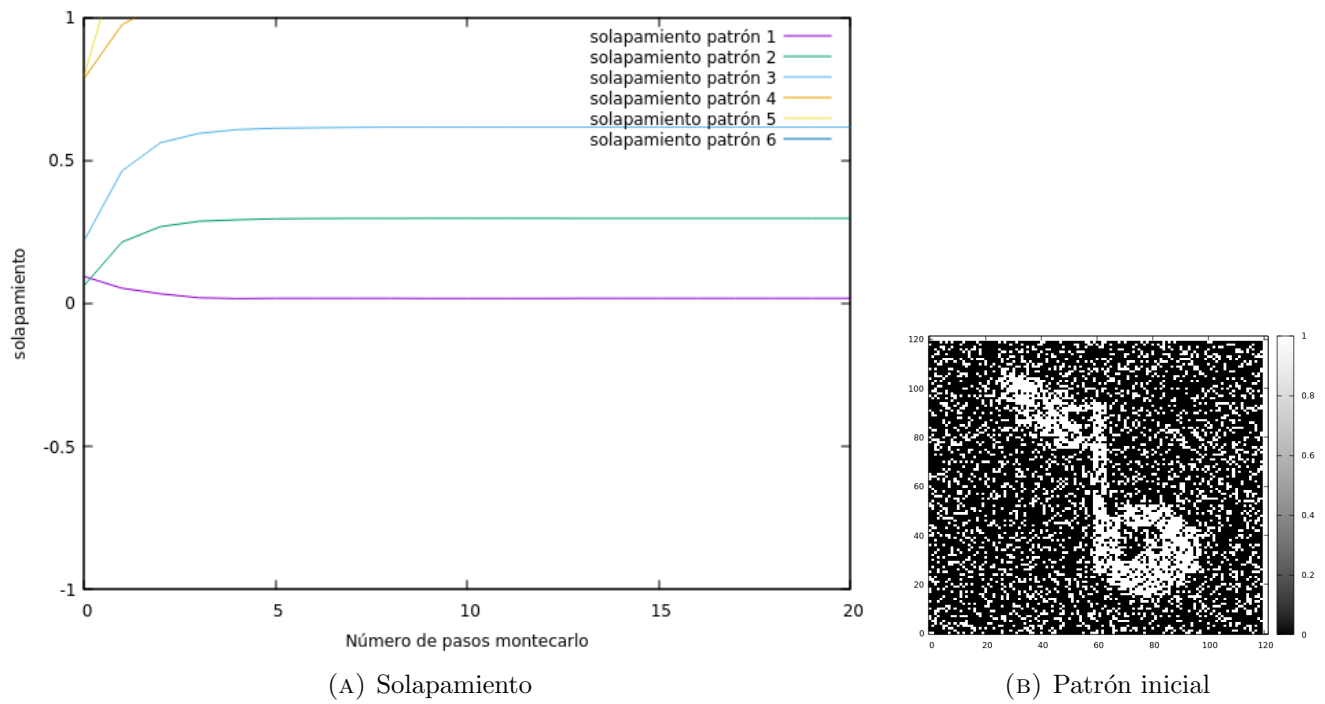 1
0.5
0
-0.5
-1
solapamiento
solapamiento patrón 1
solapamiento patrón 2
solapamiento patrón 3
solapamiento patrón 4
solapamiento patrón 5
solapamiento patrón 6
0 5 10 15 20
Número de pasos montecarlo
(A) Solapamiento
120
100
80
60
40
20
0
0 20 40 60 80 100 120
1
0.8
0.6
0.4
0.2
0
(B) Patrón inicial